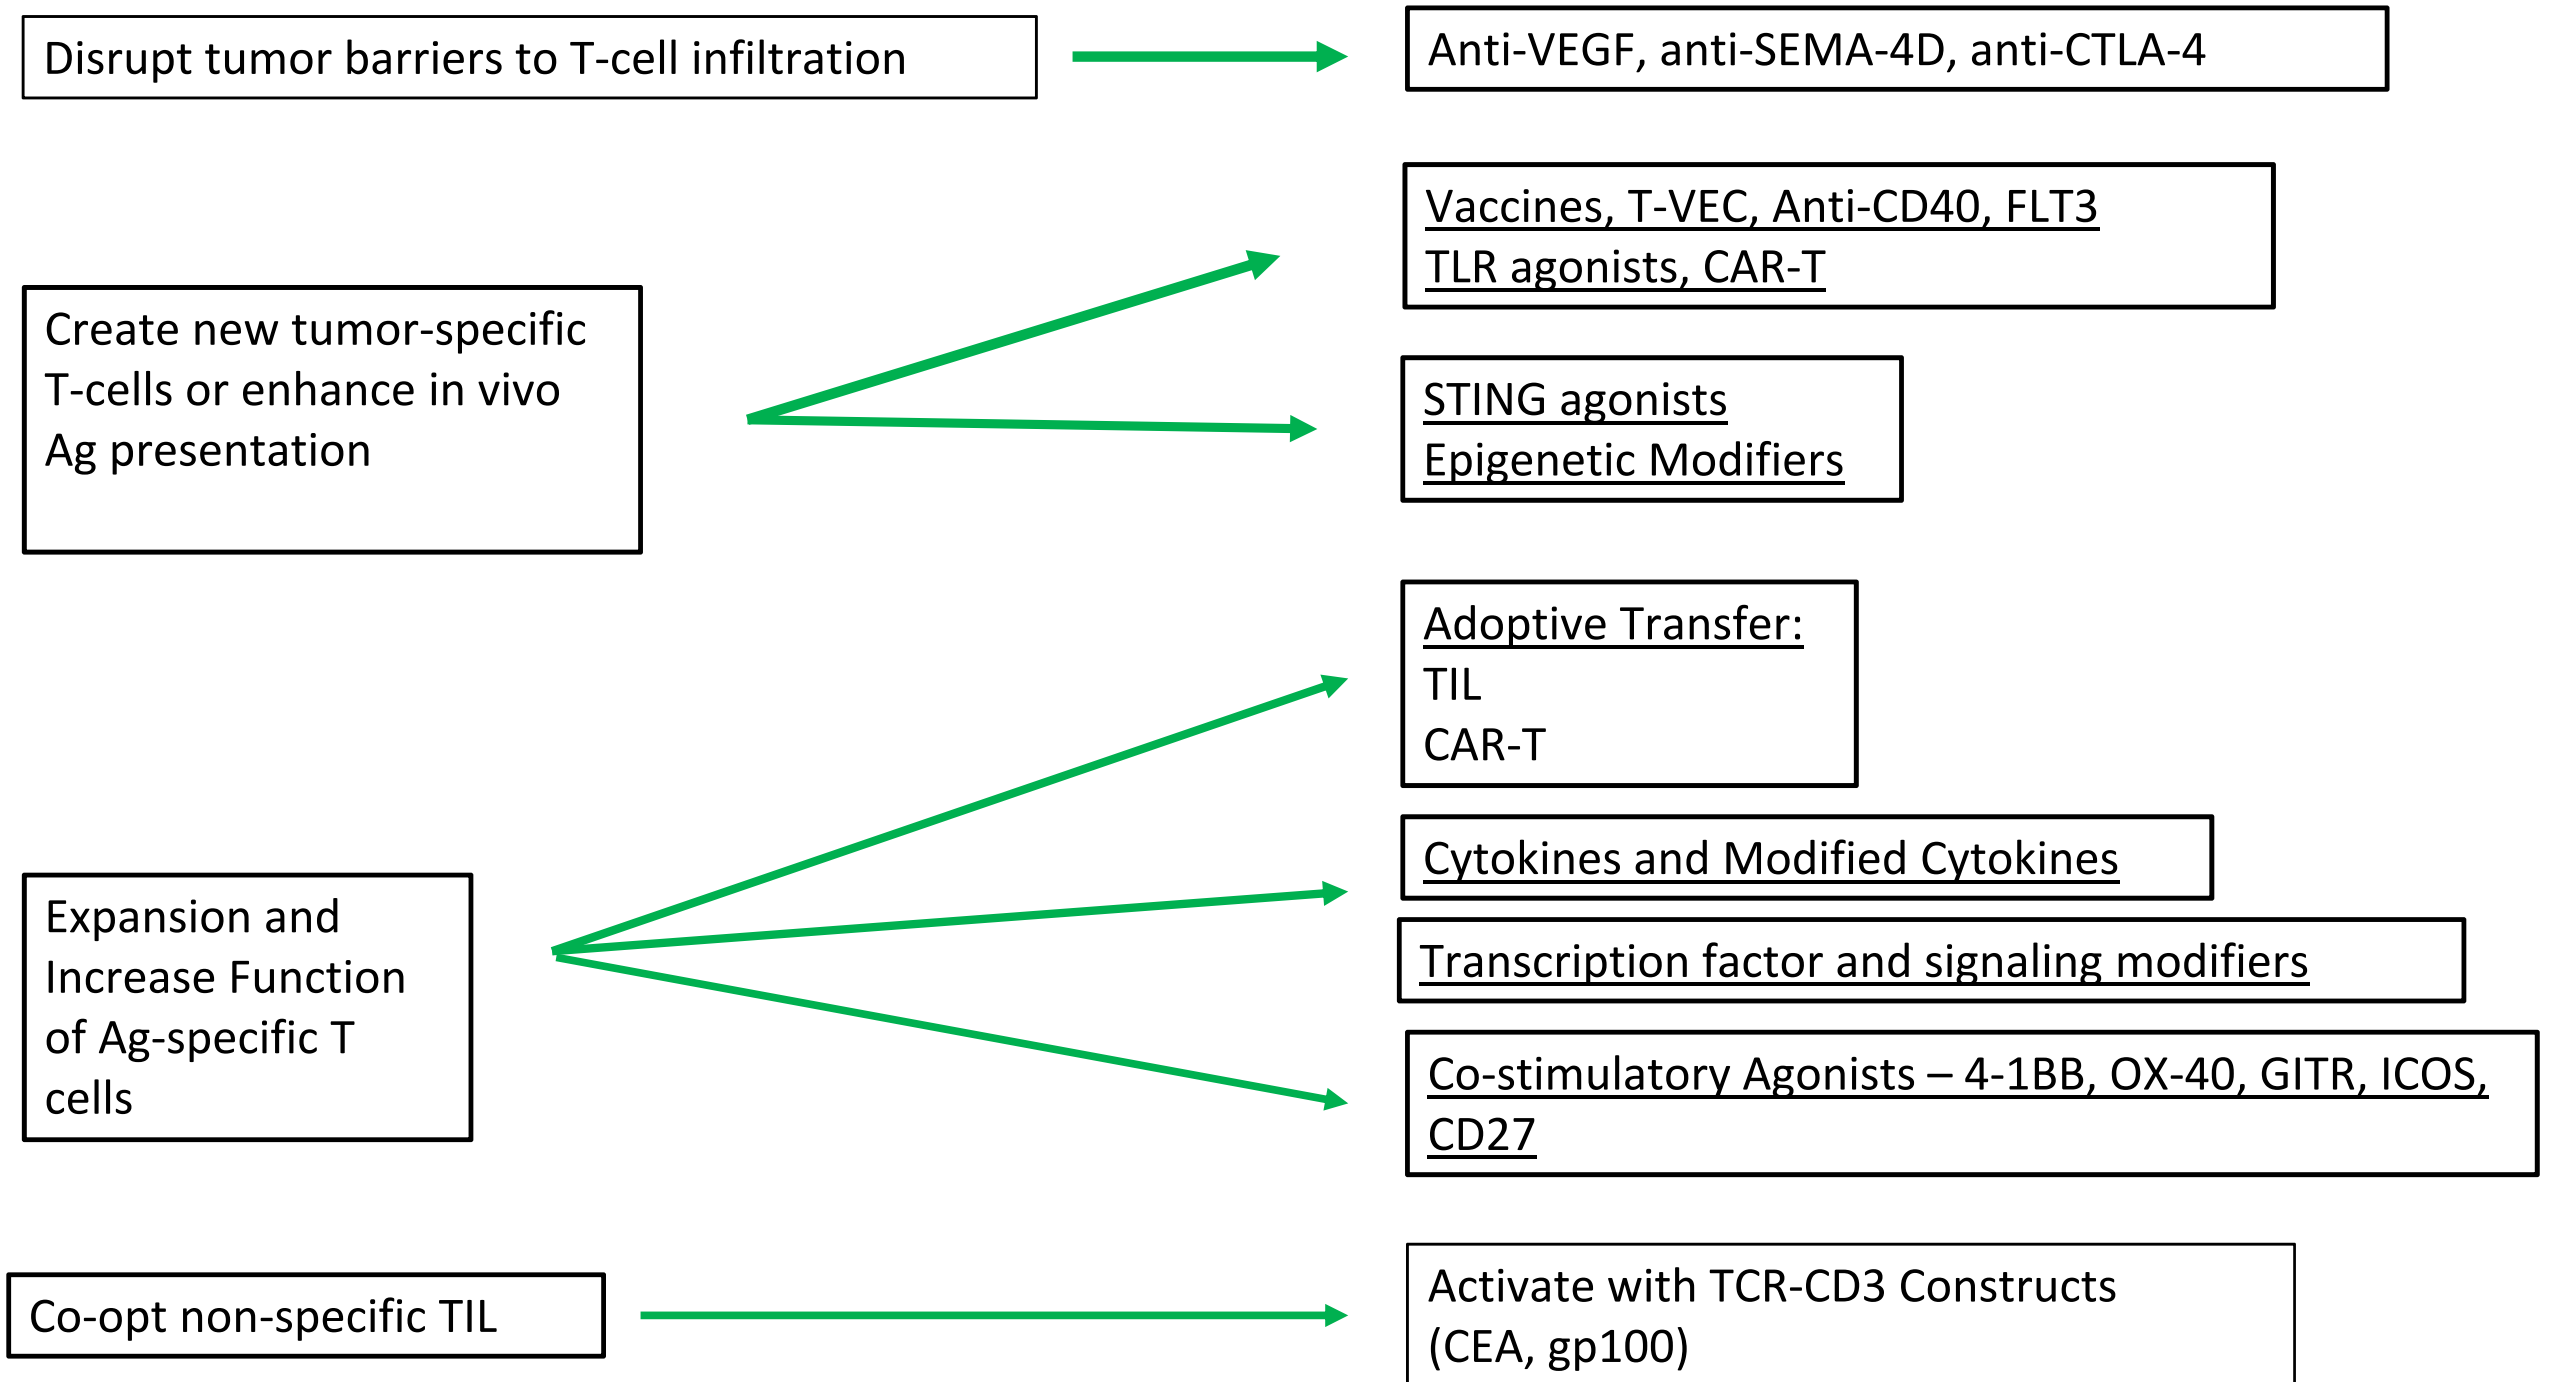 Disrupt tumor barriers to T-cell infiltration
Anti-VEGF, anti-SEMA-4D, anti-CTLA-4
Create new tumor-specific
T-cells or enhance in vivo
Ag presentation
Vaccines, T-VEC, Anti-CD40, FLT3
TLR agonists, CAR-T
STING agonists
Epigenetic Modifiers
Expansion and
Increase Function
of Ag-specific T
cells
Adoptive Transfer:
TIL
CAR-T
Cytokines and Modified Cytokines
Transcription factor and signaling modifiers
Co-stimulatory Agonists – 4-1BB, OX-40, GITR, ICOS,
CD27
Co-opt non-specific TIL
Activate with TCR-CD3 Constructs
(CEA, gp100)